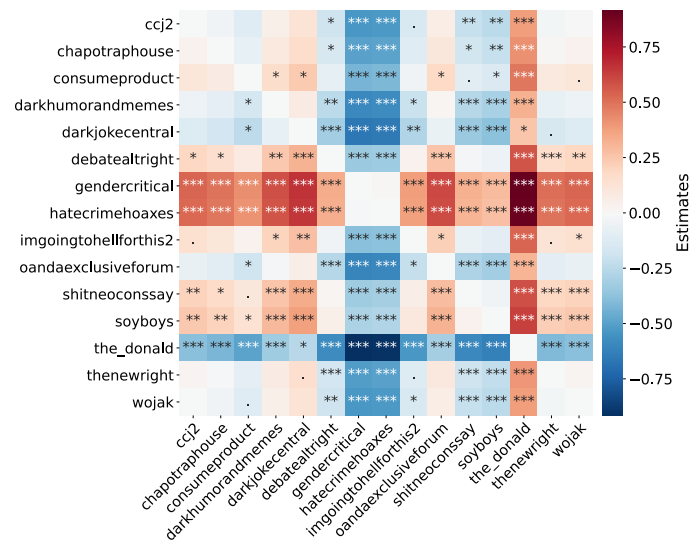 ccj2 * *** *** . ** ** ***
chapotraphouse * *** *** * ** ***
consumeproduct * * *** *** * . * *** .
darkhumorandmemes * ** *** *** * *** *** ***
darkjokecentral * *** *** *** ** *** *** * .
debatealtright * * ** *** *** *** *** *** *** **
gendercritical *** *** *** *** *** *** *** *** *** *** *** *** ***
hatecrimehoaxes *** *** *** *** *** *** *** *** *** *** *** *** ***
imgoingtohellforthis2 . * ** *** *** * *** . *
oandaexclusiveforum * *** *** *** * *** *** ***
shitneoconssay ** * . *** *** *** *** *** *** *** ***
soyboys ** ** * *** *** *** *** *** *** *** ***
the_donald *** *** *** *** * *** *** *** *** *** *** *** *** ***
thenewright . *** *** *** . *** *** ***
wojak . ** *** *** * *** *** ***
ccj2
chapotraphouse
consumeproduct
darkhumorandmemes
darkjokecentral
debatealtright
gendercritical
hatecrimehoaxes
imgoingtohellforthis2
oandaexclusiveforum
shitneoconssay
soyboys
the_donald
thenewright
wojak
0.75
0.50
0.25
0.00
−0.25
−0.50
−0.75
Estimates